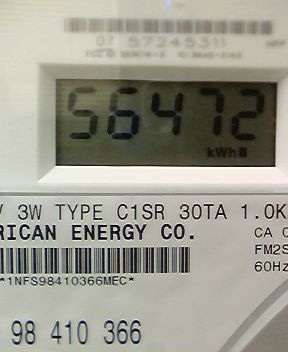 07 57245311
56472
kWh
V 3W TYPE C1SR 30TA 1.0K
RICAN ENERGY CO.
CA 0
FM2S
60Hz
*1NFS98410366MEC*
98 410 366